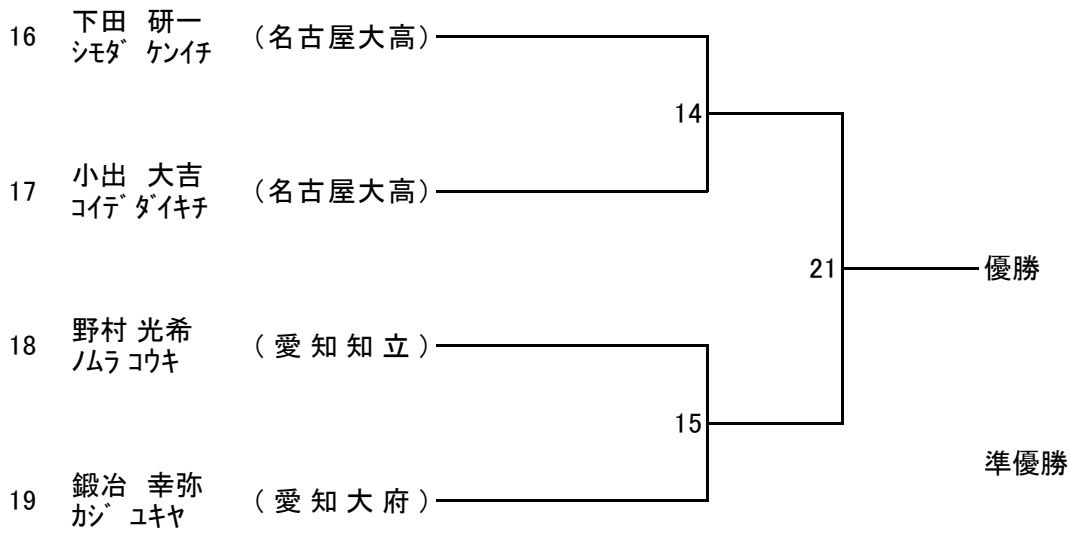 16 下田 研一 (名古屋大高)
ｼﾓﾀﾞ ｹﾝｲﾁ
14
17 小出 大吉 (名古屋大高)
ｺｲﾃﾞ ﾀﾞｲｷﾁ
21 優勝
18 野村 光希 (愛知知立)
ﾉﾑﾗ ｺｳｷ
15
準優勝
19 鍛冶 幸弥 (愛知大府)
ｶｼﾞ ﾕｷﾔ